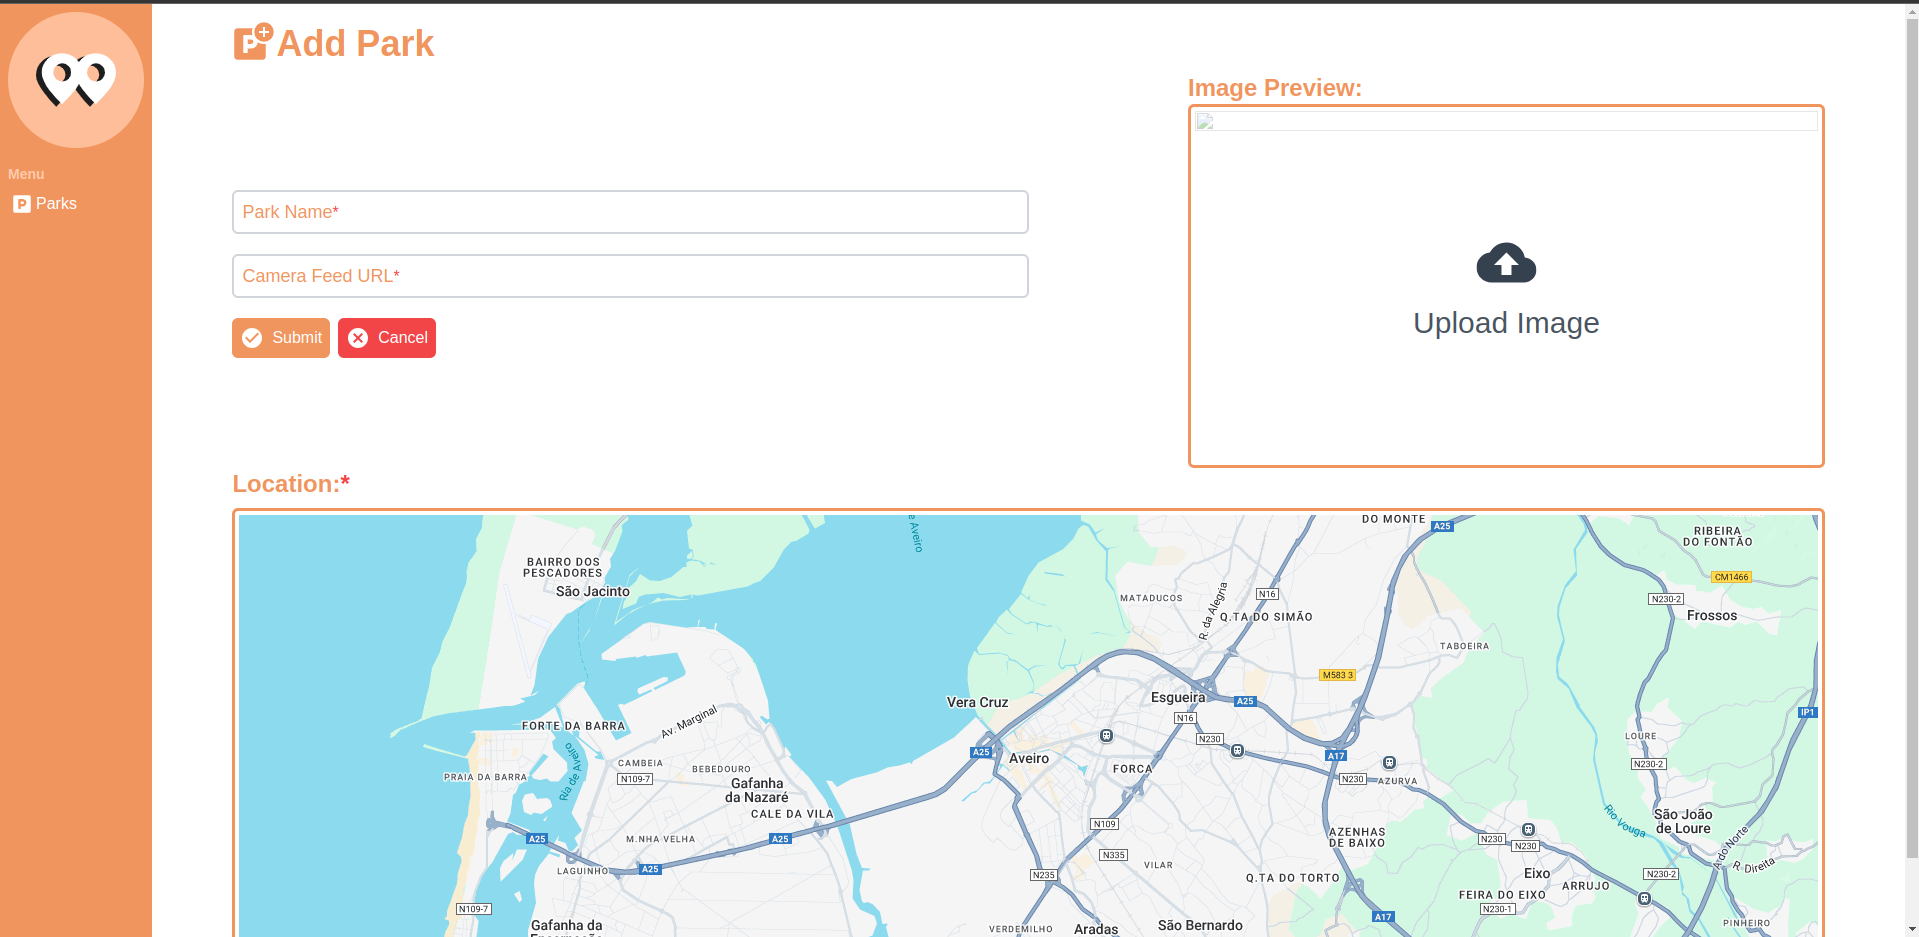 Add Park
Menu
Parks
Image Preview:
Park Name*
Camera Feed URL*
Submit
Cancel
Upload Image
Location:*
BAIRRO DOS
PESCADORES
São Jacinto
e Aveiro
DO MONTE
A25
RIBEIRA
DO FONTÃO
CM1466
N230-2
Frossos
MATADUCOS
R. da Alegria
N16
Q.TA DO SIMÃO
TABOEIRA
M583 3
Vera Cruz
Esgueira
A25
N16
IP1
FORTE DA BARRA
Av. Marginal
N230
LOURE
A25
A17
Aveiro
FORCA
N230
AZURVA
N230-2
PRAIA DA BARRA
Ria de Aveiro
CAMBEIA
N109-7
BEBEDOURO
Gafanha
da Nazaré
CALE DA VILA
Rio Vouga
São João
de Loure
N109
A25
M.NHA VELHA
A25
AZENHAS
DE BAIXO
N230
N230
A do Norte
N335
VILAR
LAGUINHO
A25
N235
Q.TA DO TORTO
Eixo
ARRUJO
N230-2
R. Direita
FEIRA DO EIXO
N109-7
N230-1
A17
PINHEIRO
Gafanha da
Encarnação
VERDEMILHO
Aradas
São Bernardo